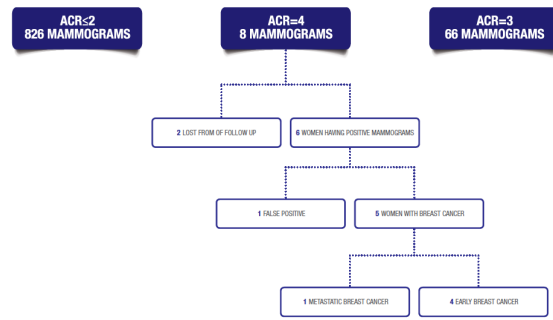 ACR≤2
826 MAMMOGRAMS
ACR=4
8 MAMMOGRAMS
ACR=3
66 MAMMOGRAMS
2 LOST FROM OF FOLLOW UP
6 WOMEN HAVING POSITIVE MAMMOGRAMS
1 FALSE POSITIVE
5 WOMEN WITH BREAST CANCER
1 METASTATIC BREAST CANCER
4 EARLY BREAST CANCER